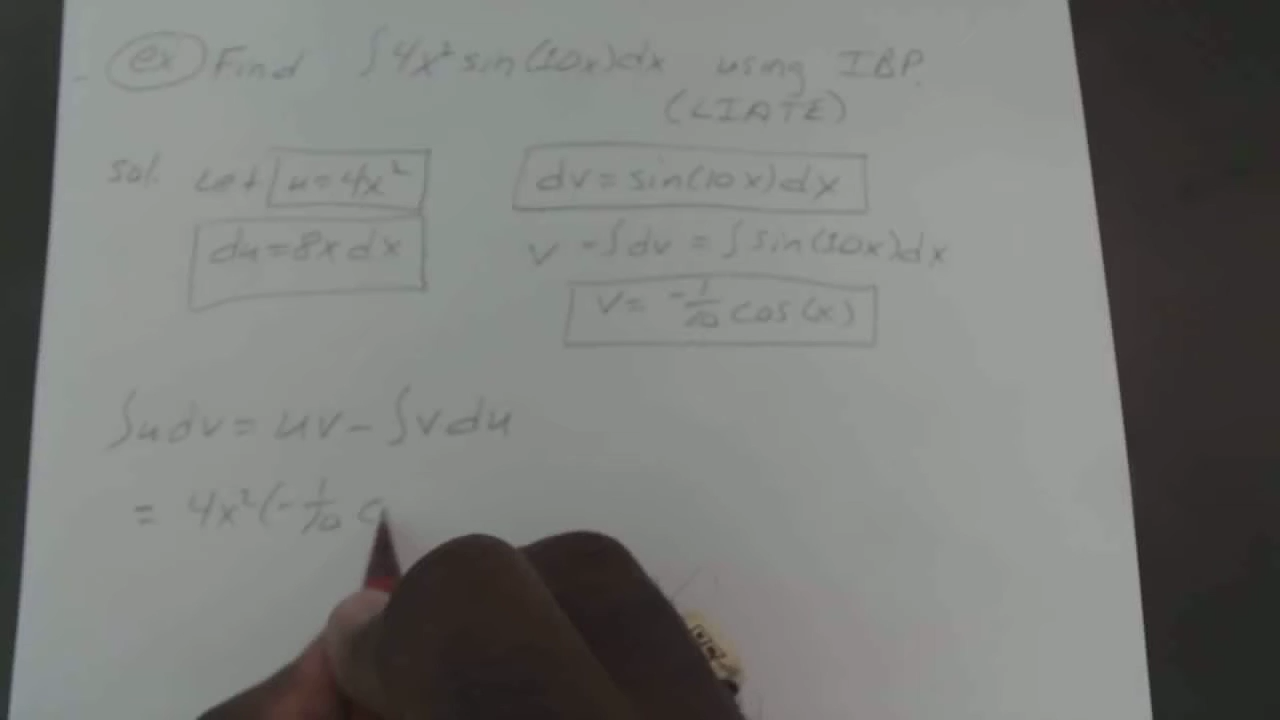 ex Find ∫4x² sin(10x)dx using IBP.
(LIATE)
sol. Let u=4x² dv=sin(10x)dx
du=8x dx v=∫dv=∫sin(10x)dx
v= -1/10 cos(x)
∫udv=uv-∫vdu
= 4x²(-1/10 c